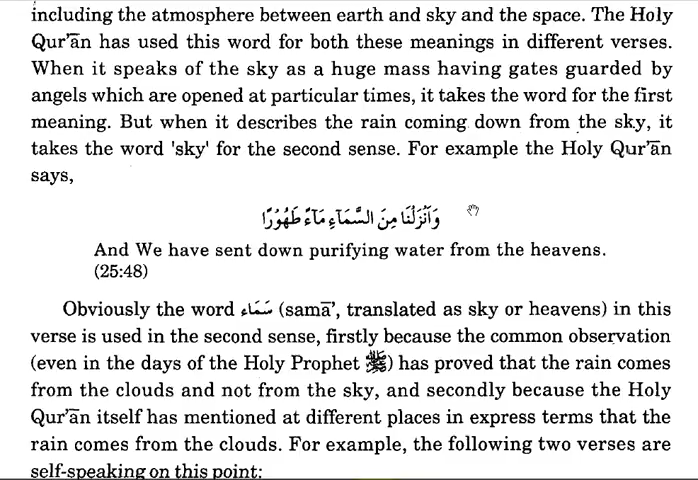 including the atmosphere between earth and sky and the space. The Holy
Qur'ān has used this word for both these meanings in different verses.
When it speaks of the sky as a huge mass having gates guarded by
angels which are opened at particular times, it takes the word for the first
meaning. But when it describes the rain coming down from the sky, it
takes the word 'sky' for the second sense. For example the Holy Qur'ān
says,
وَاَنْزَلْنَا مِنَ السَّمَآءِ مَآءً طَهُوْرًا
And We have sent down purifying water from the heavens.
(25:48)
Obviously the word سَمَاء (samā', translated as sky or heavens) in this
verse is used in the second sense, firstly because the common observation
(even in the days of the Holy Prophet ﷺ) has proved that the rain comes
from the clouds and not from the sky, and secondly because the Holy
Qur'ān itself has mentioned at different places in express terms that the
rain comes from the clouds. For example, the following two verses are
self-speaking on this point: